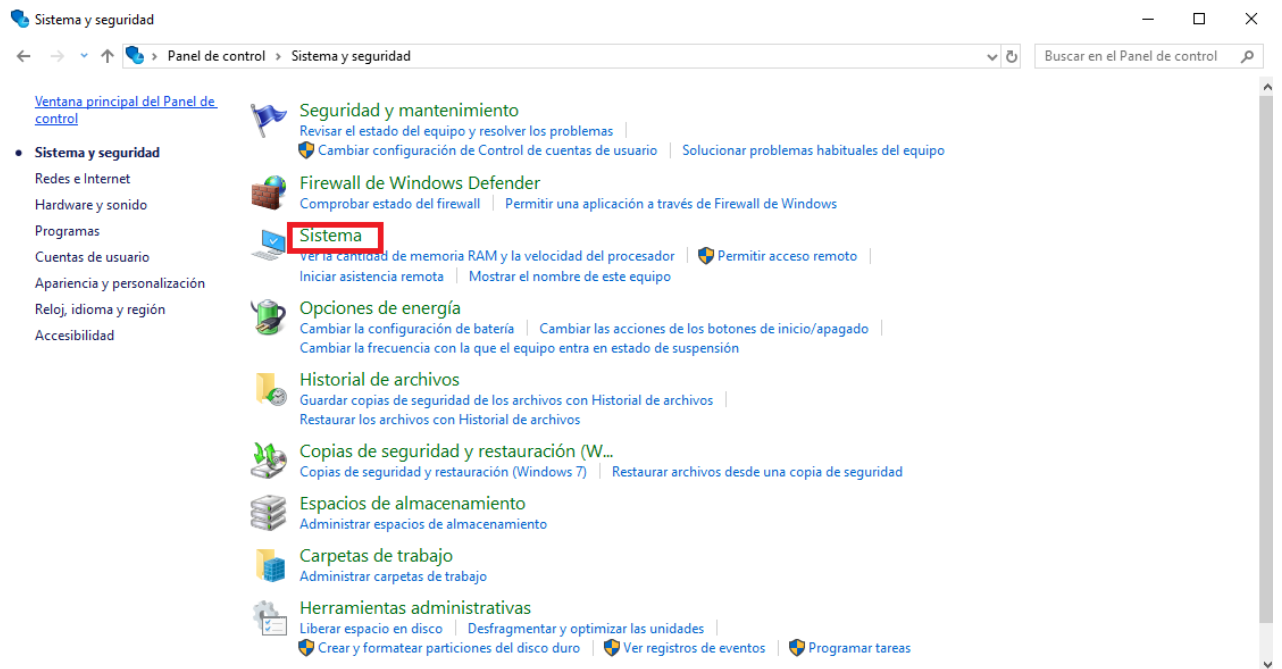 Sistema y seguridad
Panel de control > Sistema y seguridad
Buscar en el Panel de control
Ventana principal del Panel de
control
Sistema y seguridad
Redes e Internet
Hardware y sonido
Programas
Cuentas de usuario
Apariencia y personalización
Reloj, idioma y región
Accesibilidad
Seguridad y mantenimiento
Revisar el estado del equipo y resolver los problemas
Cambiar configuración de Control de cuentas de usuario | Solucionar problemas habituales del equipo
Firewall de Windows Defender
Comprobar estado del firewall | Permitir una aplicación a través de Firewall de Windows
Sistema
Ver la cantidad de memoria RAM y la velocidad del procesador | Permitir acceso remoto
Iniciar asistencia remota | Mostrar el nombre de este equipo
Opciones de energía
Cambiar la configuración de batería | Cambiar las acciones de los botones de inicio/apagado
Cambiar la frecuencia con la que el equipo entra en estado de suspensión
Historial de archivos
Guardar copias de seguridad de los archivos con Historial de archivos
Restaurar los archivos con Historial de archivos
Copias de seguridad y restauración (W...
Copias de seguridad y restauración (Windows 7) | Restaurar archivos desde una copia de seguridad
Espacios de almacenamiento
Administrar espacios de almacenamiento
Carpetas de trabajo
Administrar carpetas de trabajo
Herramientas administrativas
Liberar espacio en disco | Desfragmentar y optimizar las unidades
Crear y formatear particiones del disco duro | Ver registros de eventos | Programar tareas